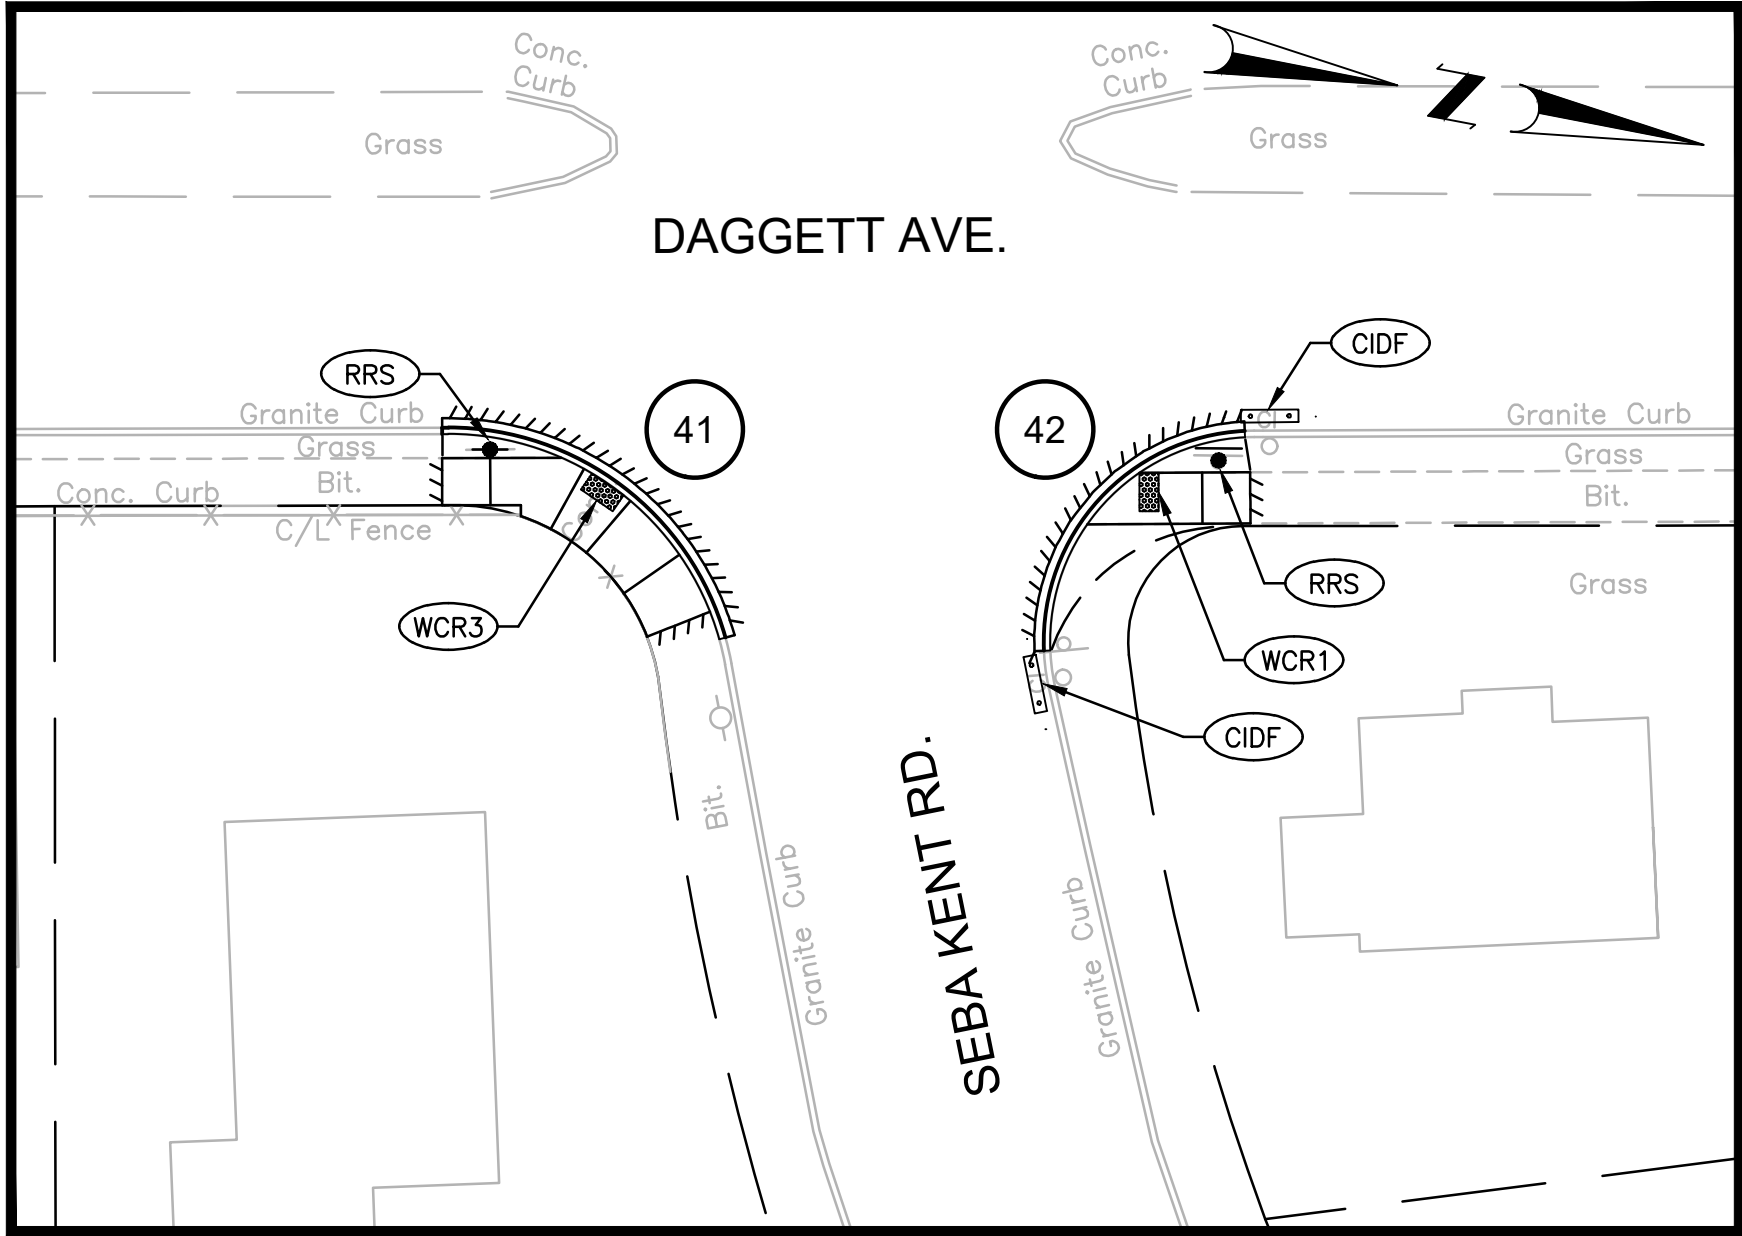 Conc.
Curb
Conc.
Curb
Z
Grass
Grass
DAGGETT AVE.
CIDF
RRS
41
42
Granite Curb
CI
Granite Curb
Grass
Grass
Bit.
Bit.
Conc. Curb
C/L Fence
RRS
Grass
WCR3
WCR1
CIDF
Bit.
SEBA KENT RD.
Granite Curb
Granite Curb